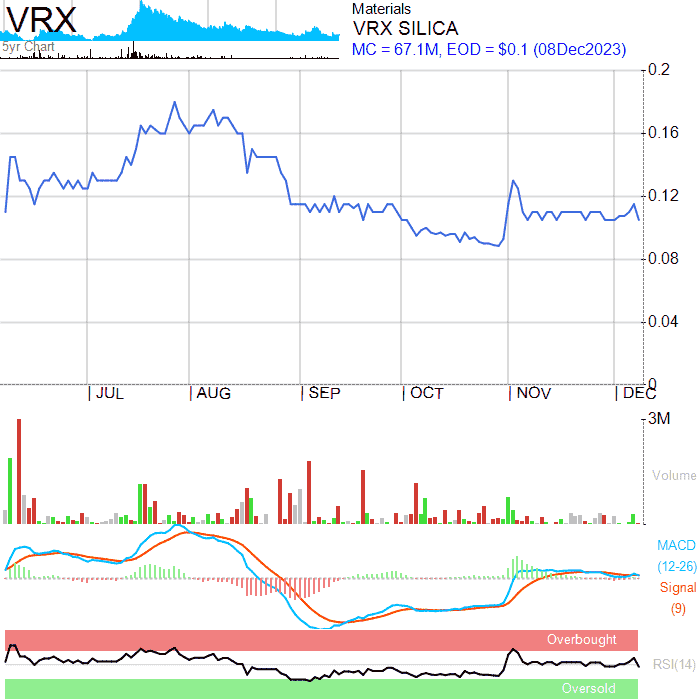 VRX
5yr Chart
Materials
VRX SILICA
MC = 67.1M, EOD = $0.1 (08Dec2023)
0.2
0.16
0.12
0.08
0.04
0
JUL AUG SEP OCT NOV DEC
3M
Volume
MACD
(12-26)
Signal
(9)
Overbought
RSI(14)
Oversold